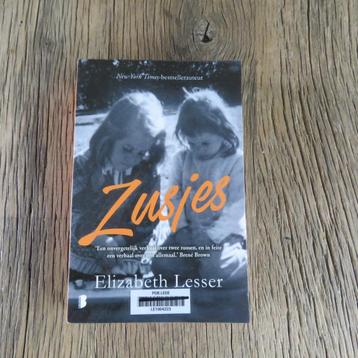 New York Times-bestsellerauteur
Zusjes
'Een onvergetelijk verhaal over twee zussen, en in feite
een verhaal over ons allemaal.' Brené Brown
Elizabeth Lesser
B